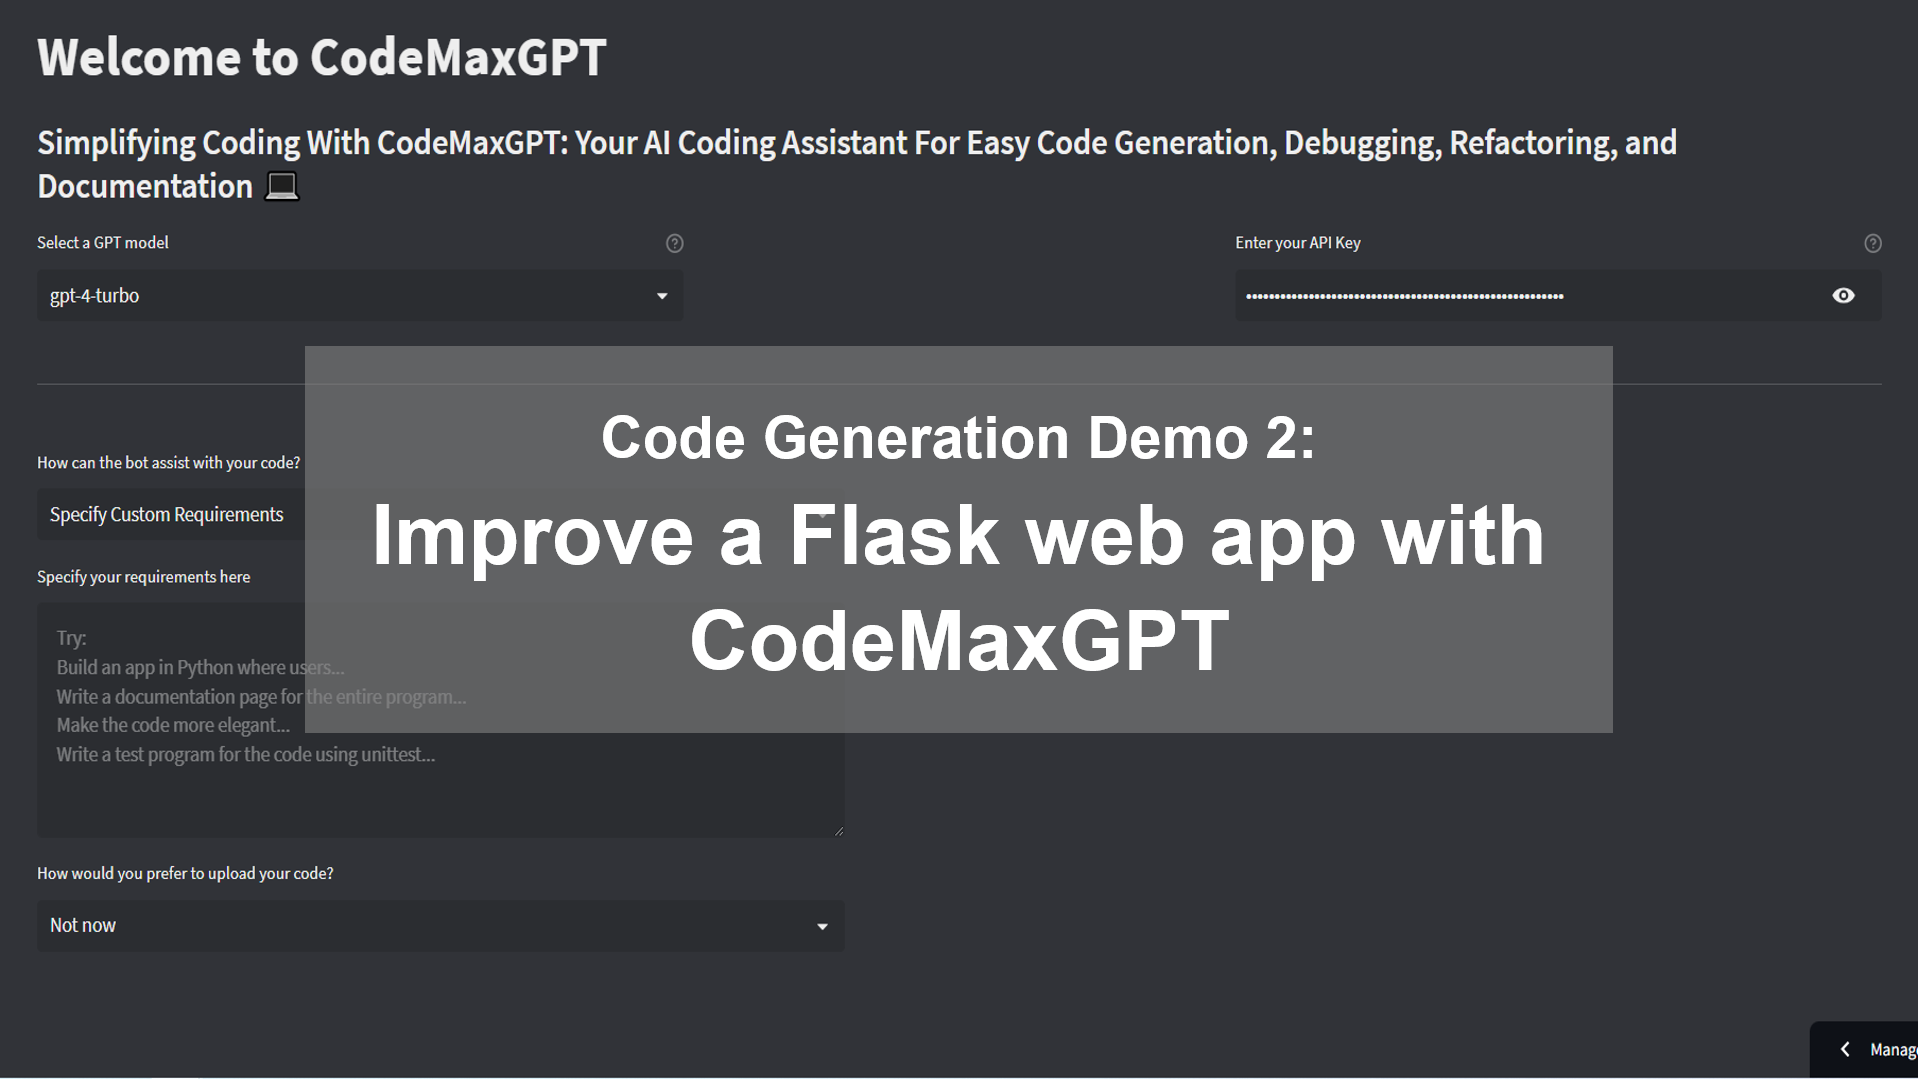 Welcome to CodeMaxGPT
Simplifying Coding With CodeMaxGPT: Your AI Coding Assistant For Easy Code Generation, Debugging, Refactoring, and
Documentation
Select a GPT model
gpt-4-turbo
Enter your API Key
Code Generation Demo 2:
Improve a Flask web app with
CodeMaxGPT
How can the bot assist with your code?
Specify Custom Requirements
Specify your requirements here
Try:
Build an app in Python where users...
Write a documentation page for the entire program...
Make the code more elegant...
Write a test program for the code using unittest...
How would you prefer to upload your code?
Not now
Manag